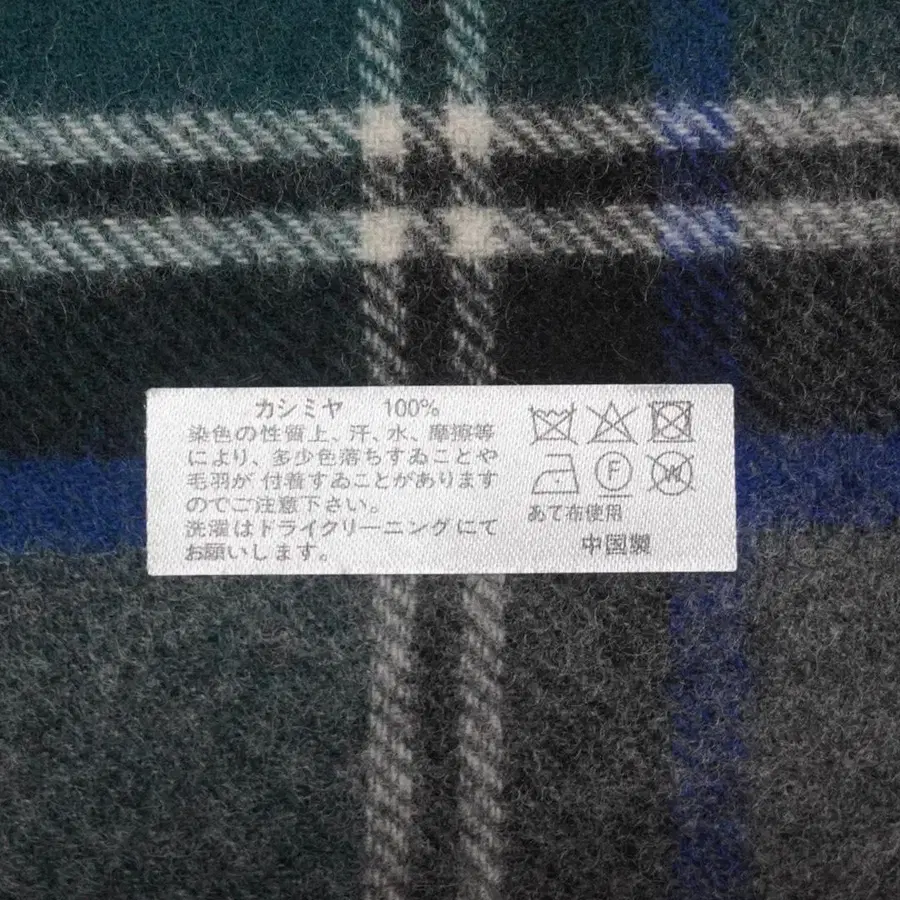 カシミヤ 100%
染色の性質上、汗、水、摩擦等
により、多少色落ちすゐことや
毛羽が 付着すゐことがあります
のでご注意下さい。
洗濯はドライクリーニングにて
お願いします。
F
W
あて布使用
中国製